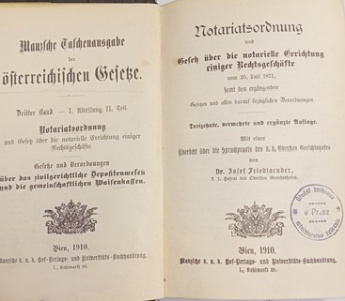 Manzsche Taschenausgabe
der
österreichischen Gesetze.
Dritter Band. — I. Abteilung, II. Teil.
Notariatsordnung
und Gesetz über die notarielle Errichtung einiger
Rechtsgeschäfte.
Gesetze und Verordnungen
über das zivilgerichtliche Depositenwesen
und die gemeinschaftlichen Waisenkassen.
Wien, 1910.
Manzsche k. u. k. Hof-Verlags- und Universitäts-Buchhandlung.
I., Kohlmarkt 20.
Notariatsordnung
und
Gesetz über die notarielle Errichtung
einiger Rechtsgeschäfte
vom 25. Juli 1871,
samt den ergänzenden
Gesetzen und allen darauf bezüglichen Verordnungen.
Dreizehnte, vermehrte und ergänzte Auflage.
Mit einer
Übersicht über die Spruchpraxis des k. k. Obersten Gerichtshofes
von
Dr. Josef Friedlaender,
v Praze
Wien, 1910.
Manzsche k. u. k. Hof-Verlags- und Universitäts-Buchhandlung.
I., Kohlmarkt 20.